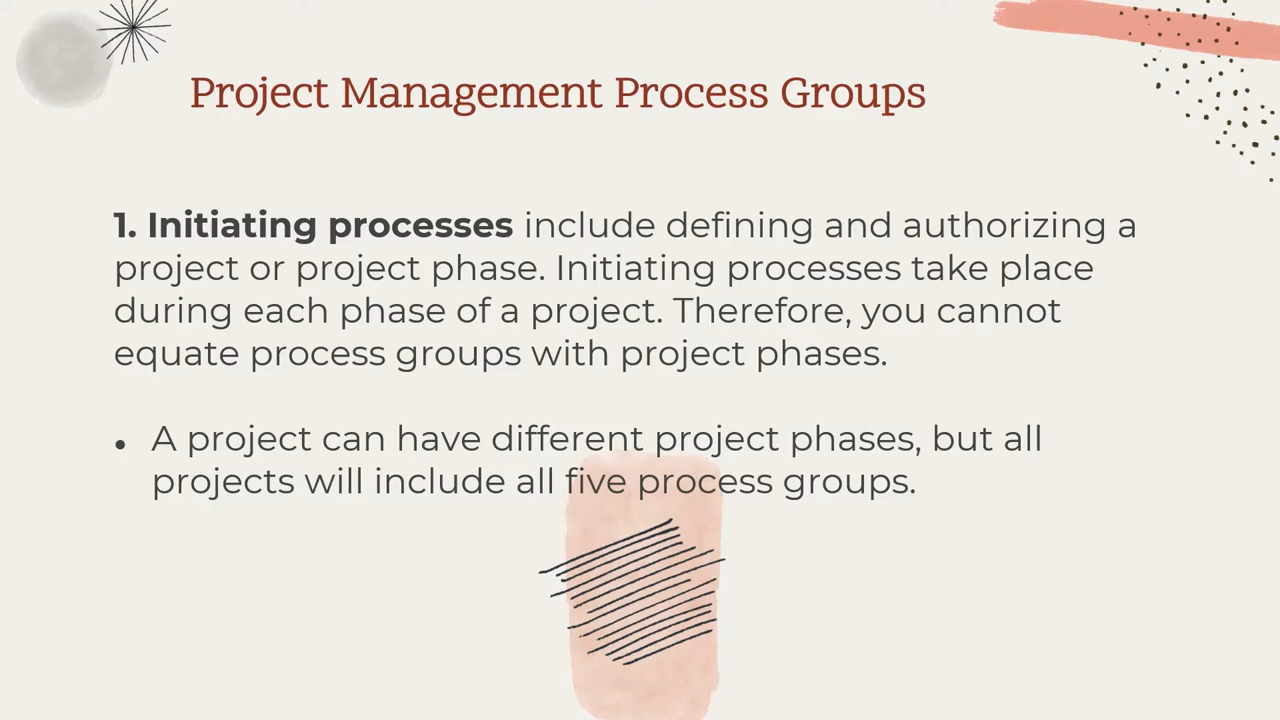 Project Management Process Groups
1. Initiating processes include defining and authorizing a
project or project phase. Initiating processes take place
during each phase of a project. Therefore, you cannot
equate process groups with project phases.
• A project can have different project phases, but all
projects will include all five process groups.